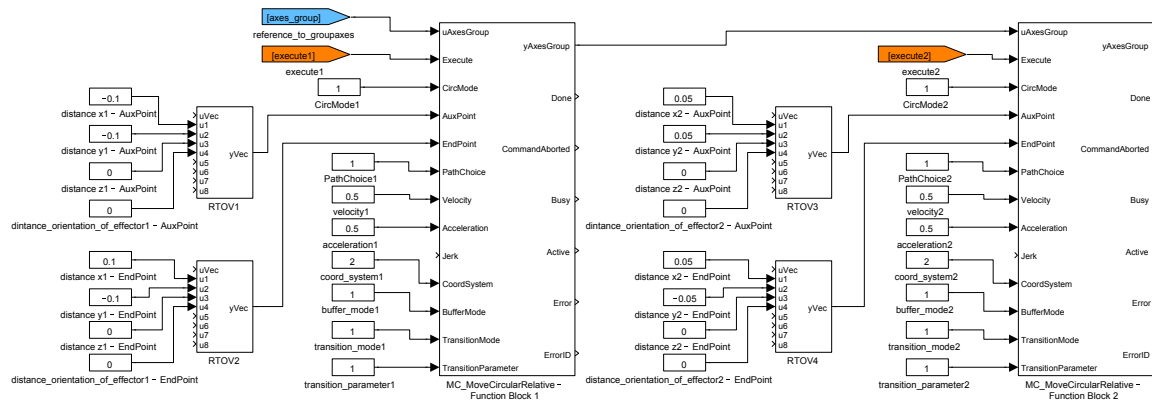 [axes_group]
reference_to_groupaxes
[execute1]
execute1
1
CircMode1
−0.1
distance x1 − AuxPoint
−0.1
distance y1 − AuxPoint
0
distance z1 − AuxPoint
0
dintance_orientation_of_effector1 − AuxPoint
uVec
u1
u2
u3
u4
u5
u6
u7
u8
yVec
RTOV1
0.1
distance x1 − EndPoint
−0.1
distance y1 − EndPoint
0
distance z1 − EndPoint
0
distance_orientation_of_effector1 − EndPoint
uVec
u1
u2
u3
u4
u5
u6
u7
u8
yVec
RTOV2
1
PathChoice1
0.5
velocity1
0.5
acceleration1
2
coord_system1
1
buffer_mode1
1
transition_mode1
1
transition_parameter1
uAxesGroup
Execute
CircMode
AuxPoint
EndPoint
PathChoice
Velocity
Acceleration
Jerk
CoordSystem
BufferMode
TransitionMode
TransitionParameter
yAxesGroup
Done
CommandAborted
Busy
Active
Error
ErrorID
MC_MoveCircularRelative −
Function Block 1
[execute2]
execute2
1
CircMode2
0.05
distance x2 − AuxPoint
0.05
distance y2 − AuxPoint
0
distance z2 − AuxPoint
0
distance_orientation_of_effector2 − AuxPoint
uVec
u1
u2
u3
u4
u5
u6
u7
u8
yVec
RTOV3
0.05
distance x2 − EndPoint
−0.05
distance y2 − EndPoint
0
distance z2 − EndPoint
0
distance_orientation_of_effector2 − EndPoint
uVec
u1
u2
u3
u4
u5
u6
u7
u8
yVec
RTOV4
1
PathChoice2
0.5
velocity2
0.5
acceleration2
2
coord_system2
1
buffer_mode2
1
transition_mode2
1
transition_parameter2
uAxesGroup
Execute
CircMode
AuxPoint
EndPoint
PathChoice
Velocity
Acceleration
Jerk
CoordSystem
BufferMode
TransitionMode
TransitionParameter
yAxesGroup
Done
CommandAborted
Busy
Active
Error
ErrorID
MC_MoveCircularRelative −
Function Block 2